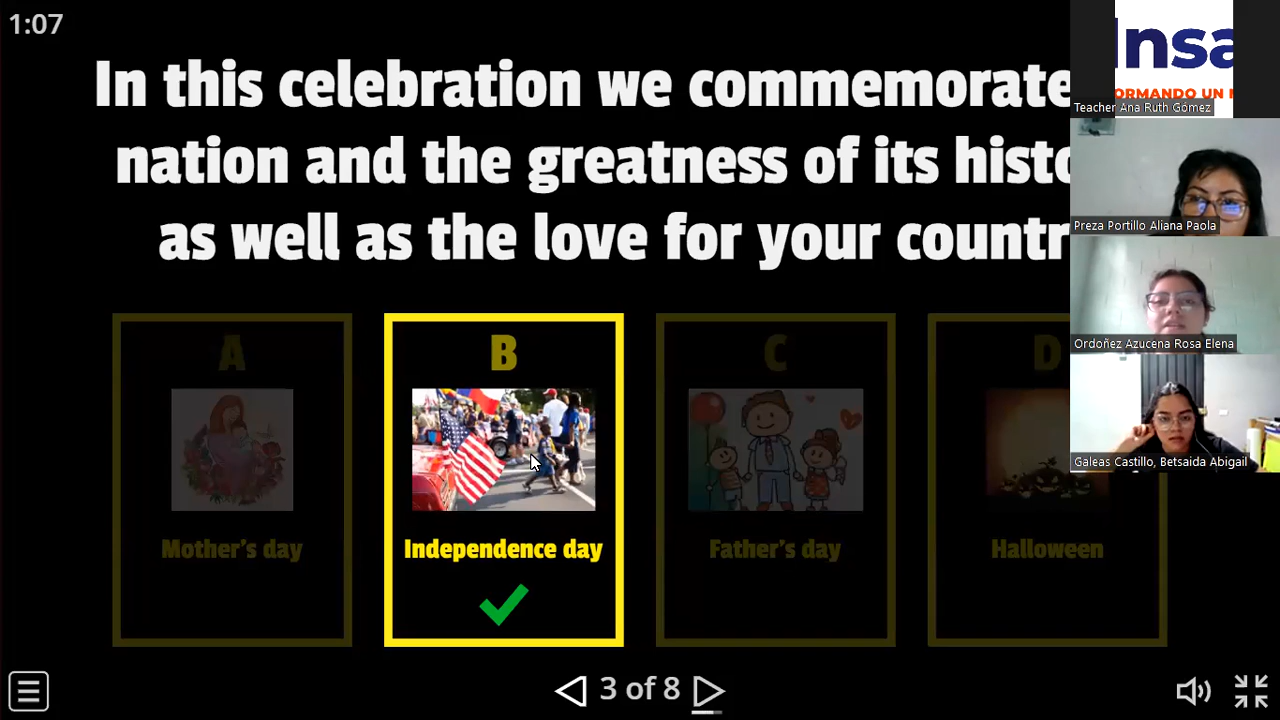 1:07
In this celebration we commemorate
nation and the greatness of its histo
as well as the love for your countr
A
B
C
D
Mother's day
Independence day
Father's day
Halloween
3 of 8
Insa
ORMANDO UN
Teacher Ana Ruth Gómez
Preza Portillo Aliana Paola
Ordoñez Azucena Rosa Elena
Galeas Castillo, Betsaida Abigail